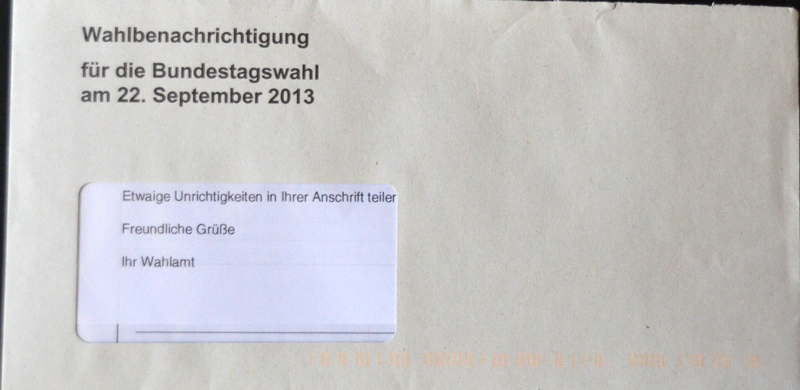 Wahlbenachrichtigung
für die Bundestagswahl
am 22. September 2013
Etwaige Unrichtigkeiten in Ihrer Anschrift teiler
Freundliche Grüße
Ihr Wahlamt